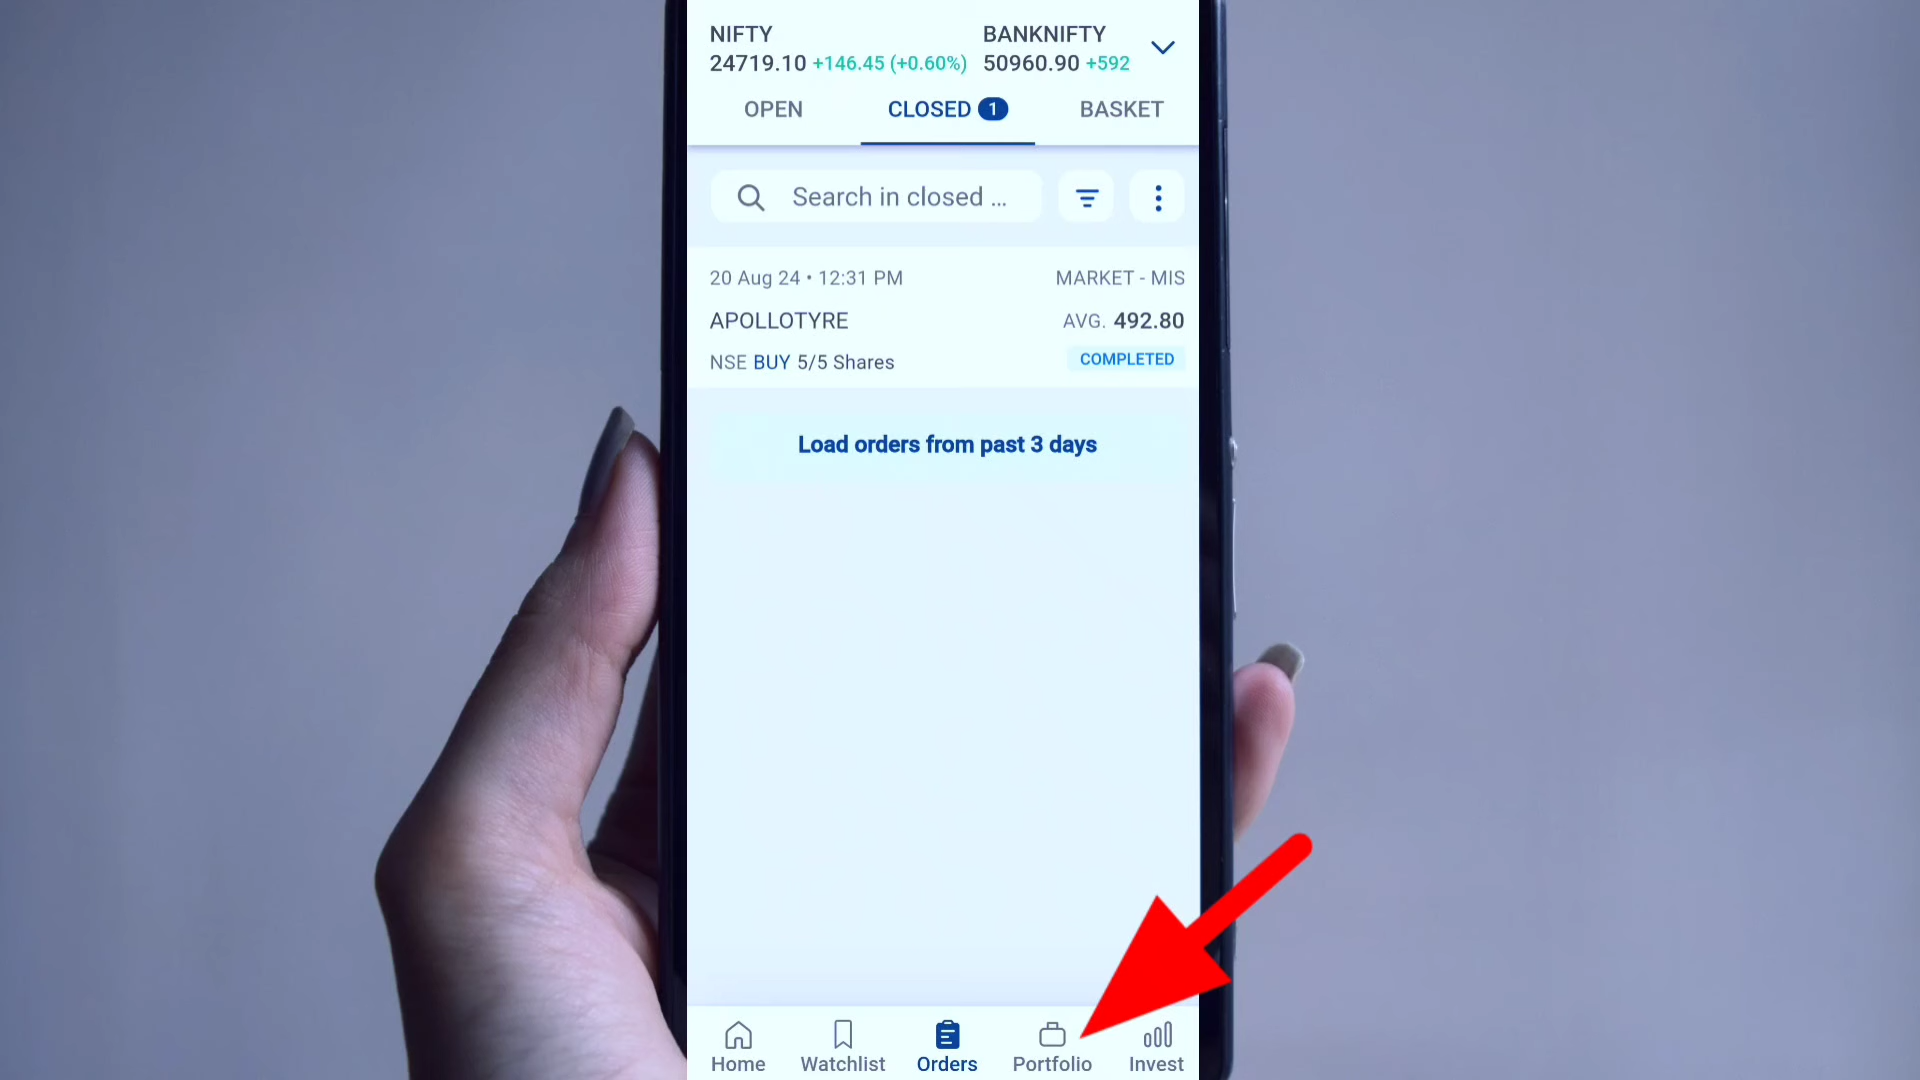 NIFTY
24719.10 +146.45 (+0.60%)
BANKNIFTY
50960.90 +592
OPEN
CLOSED 1
BASKET
Search in closed ...
20 Aug 24 • 12:31 PM
MARKET - MIS
APOLLOTYRE
AVG. 492.80
NSE BUY 5/5 Shares
COMPLETED
Load orders from past 3 days
Home
Watchlist
Orders
Portfolio
Invest